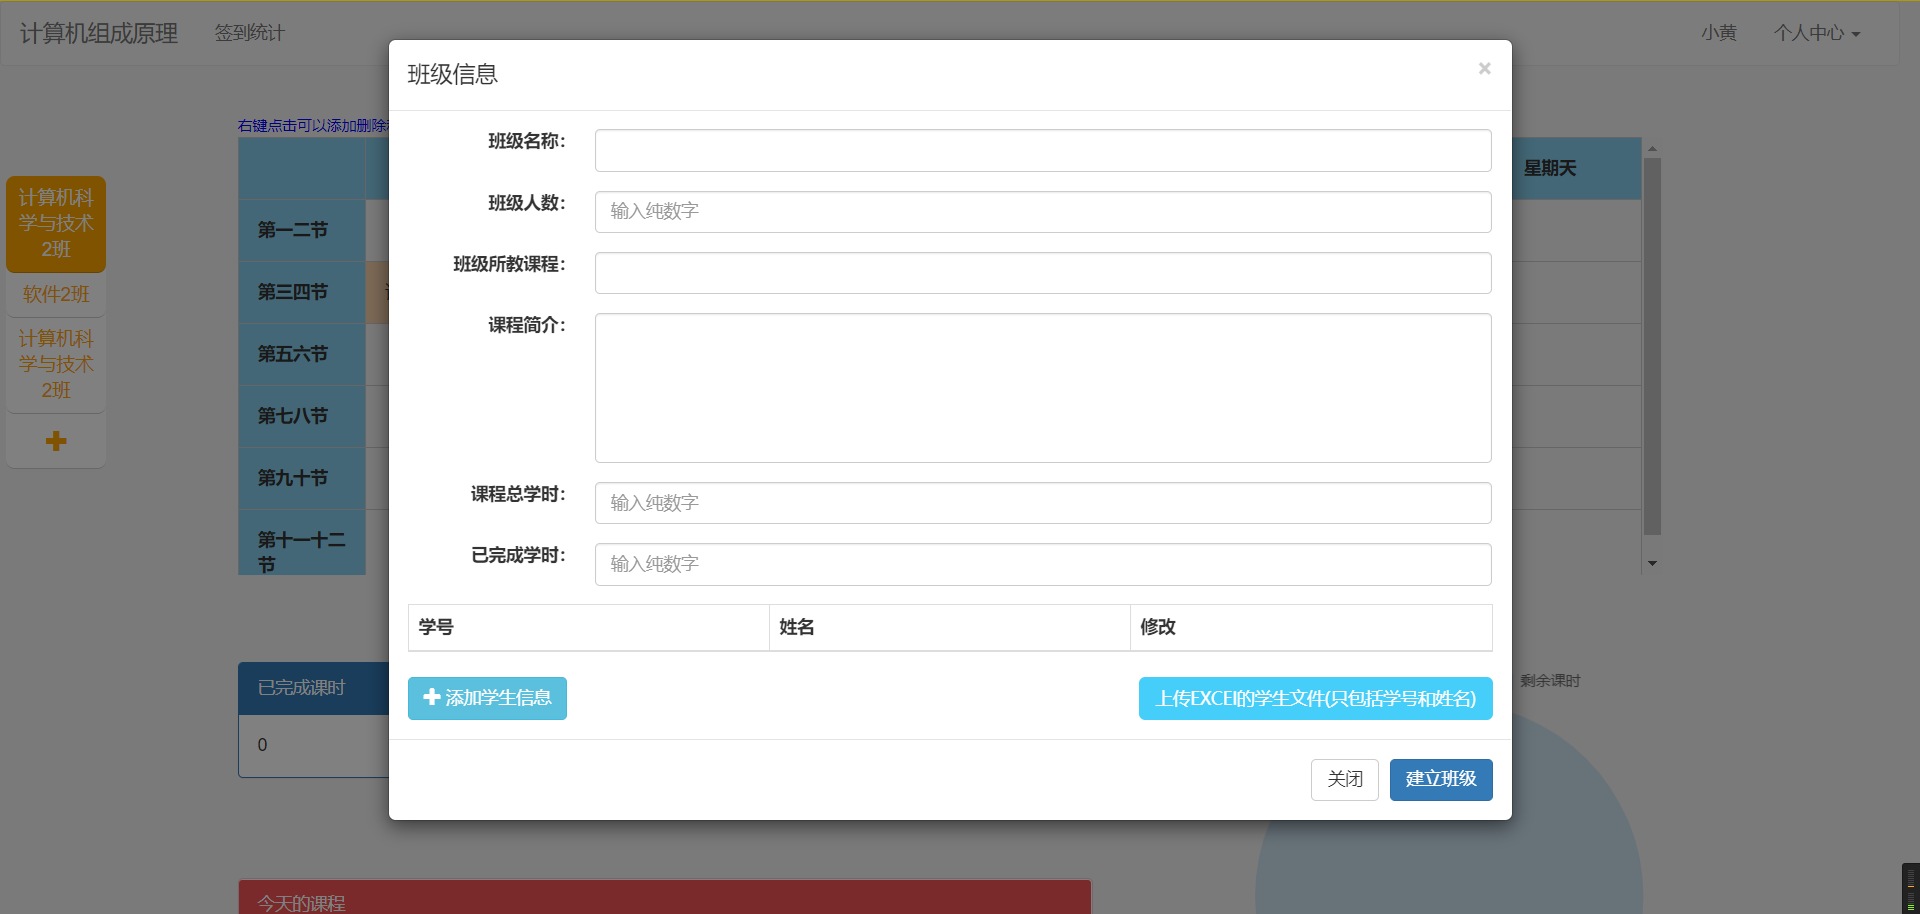 计算机组成原理
签到统计
小黄
个人中心
班级信息
×
右键点击可以添加删除
班级名称：
班级人数：
输入纯数字
班级所教课程：
课程简介：
课程总学时：
输入纯数字
已完成学时：
输入纯数字
学号
姓名
修改
添加学生信息
上传EXCEl的学生文件(只包括学号和姓名)
关闭
建立班级
星期天
第一二节
第三四节
第五六节
第七八节
第九十节
第十一十二
节
计算机科
学与技术
2班
软件2班
计算机科
学与技术
2班
已完成课时
0
剩余课时
今天的课程